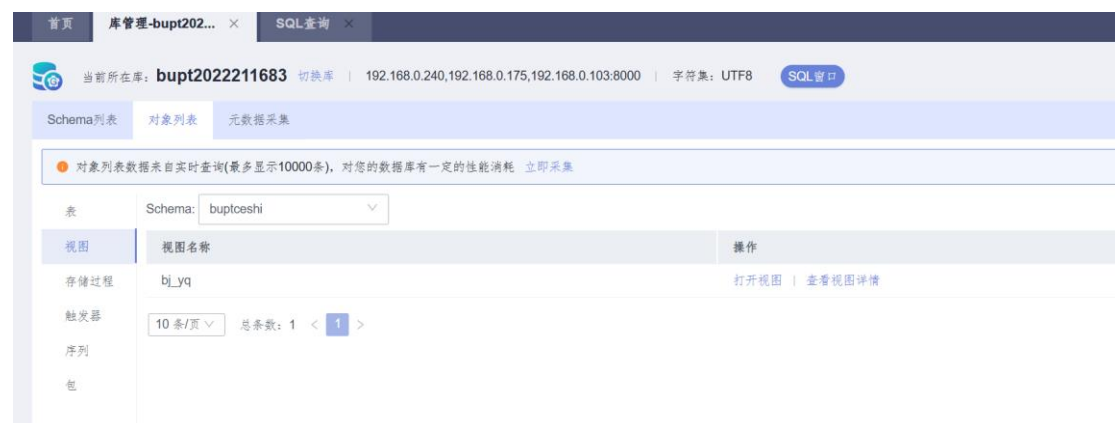 首页 库管理-bupt202... × SQL查询 ×
当前所在库：bupt2022211683 切换库 | 192.168.0.240,192.168.0.175,192.168.0.103:8000 | 字符集：UTF8 SQL窗口
Schema列表 对象列表 元数据采集
对象列表数据来自实时查询(最多显示10000条)，对您的数据库有一定的性能消耗 立即采集
表 Schema: buptceshi
视图 视图名称 操作
存储过程 bj_yq 打开视图 | 查看视图详情
触发器 10 条/页 总条数：1 < 1 >
序列
包